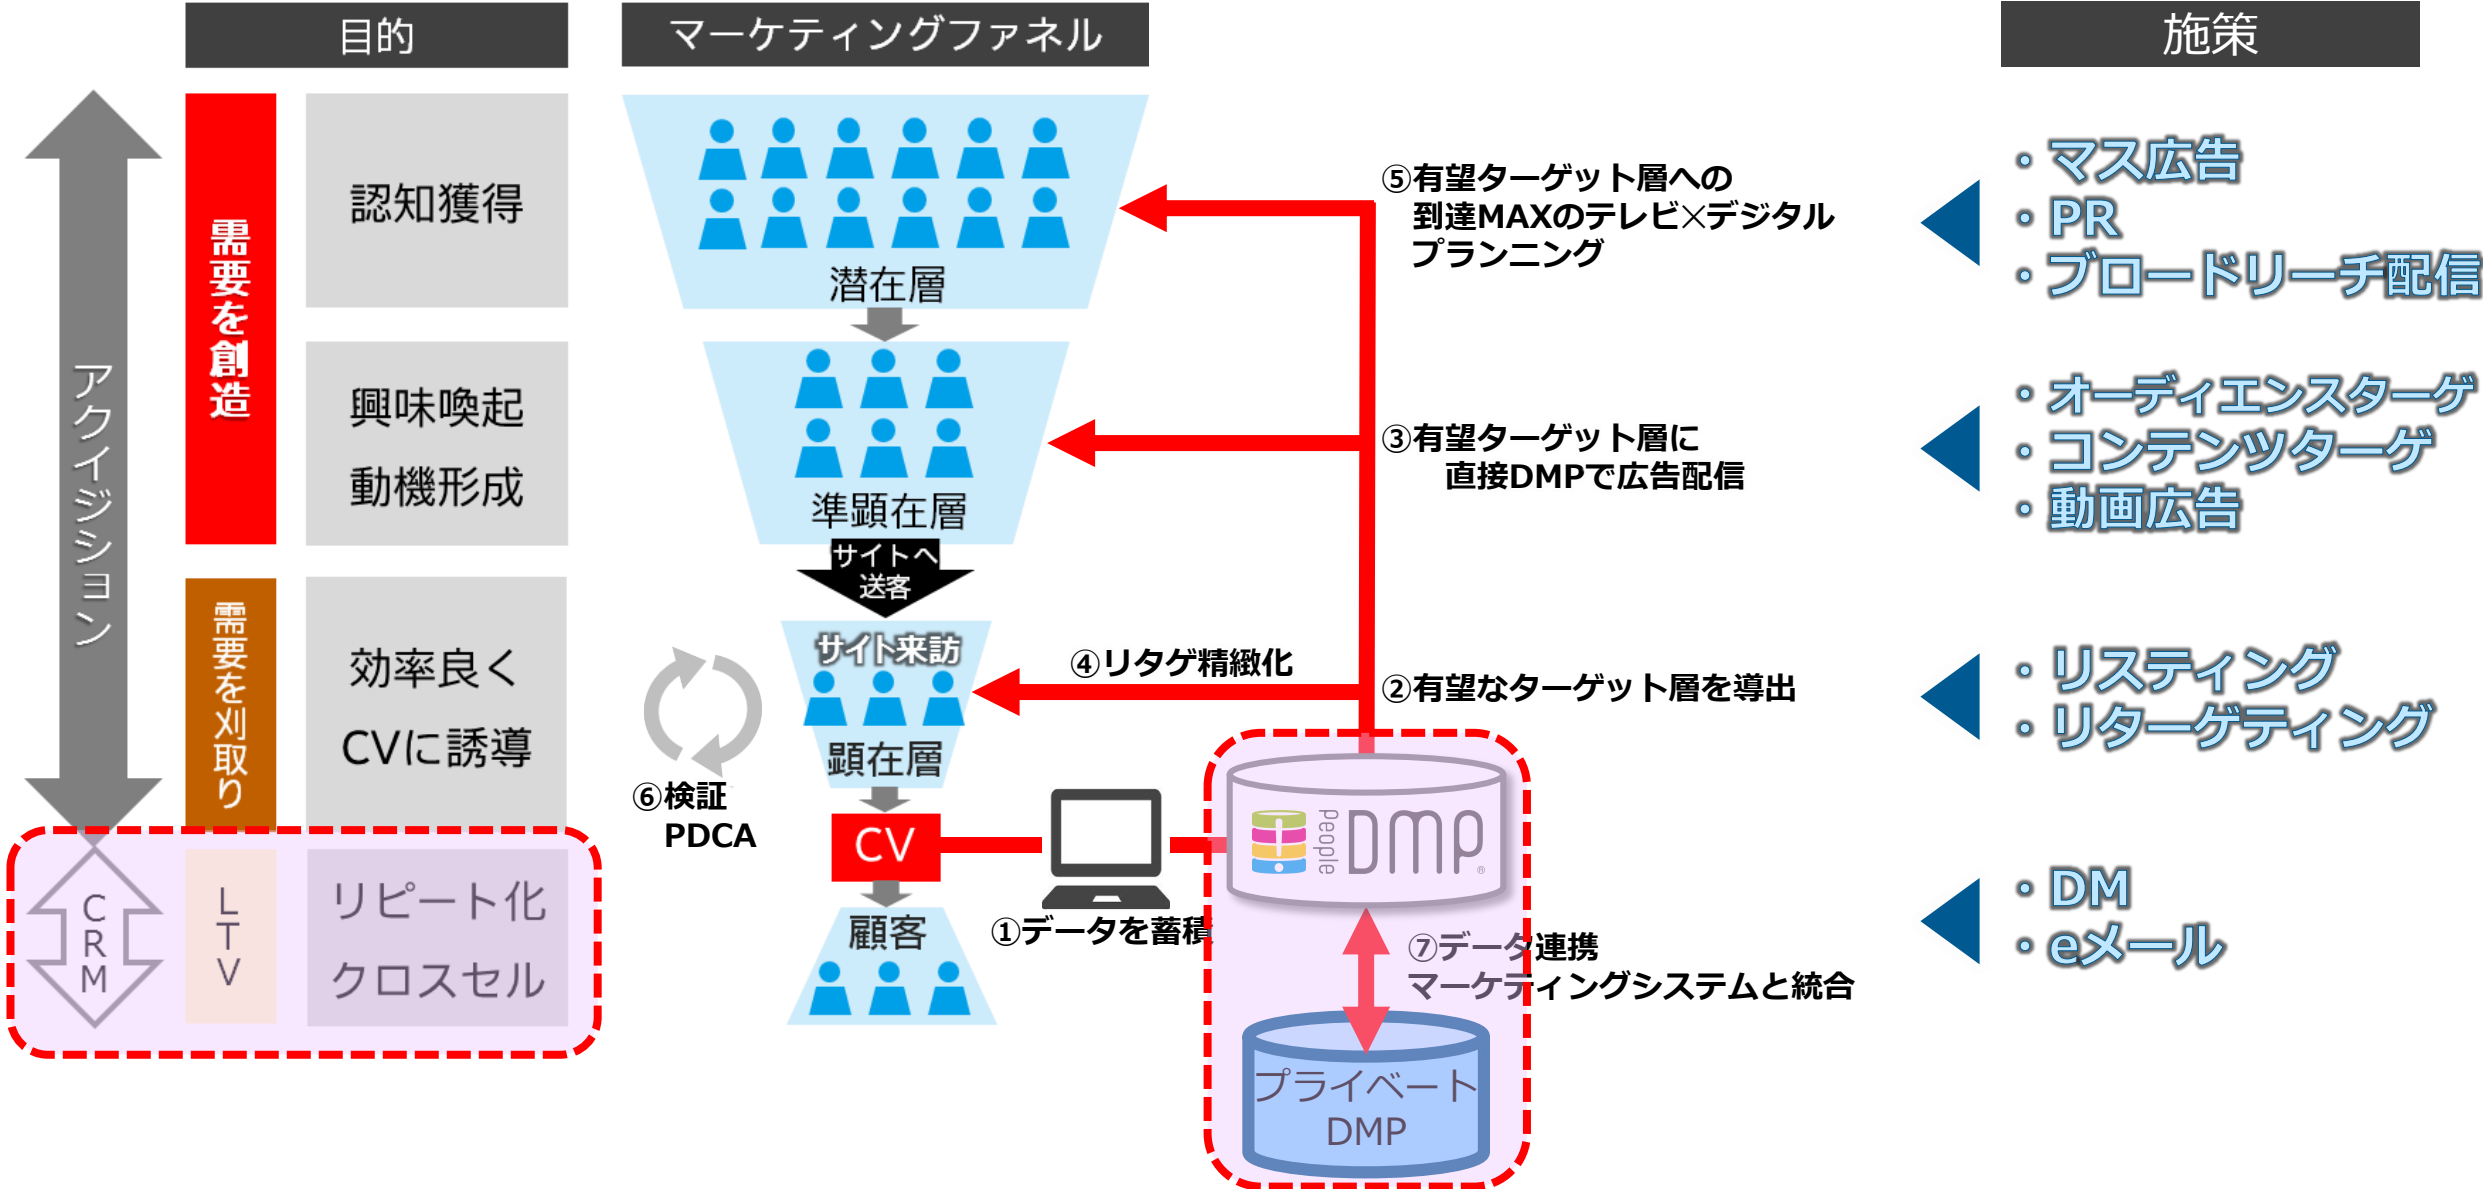 目的
マーケティングファネル
施策
アクイジション
需要を創造
認知獲得
興味喚起
動機形成
需要を刈取り
効率良く
CVに誘導
CRM
LTV
リピート化
クロスセル
潜在層
準顕在層
サイトへ
送客
サイト来訪
顕在層
CV
顧客
⑥検証
PDCA
⑤有望ターゲット層への
到達MAXのテレビ×デジタル
プランニング
③有望ターゲット層に
直接DMPで広告配信
④リタゲ精緻化
②有望なターゲット層を導出
①データを蓄積
People DMP®
⑦データ連携
マーケティングシステムと統合
プライベート
DMP
・マス広告
・PR
・ブロードリーチ配信
・オーディエンスターゲ
・コンテンツターゲ
・動画広告
・リスティング
・リターゲティング
・DM
・eメール